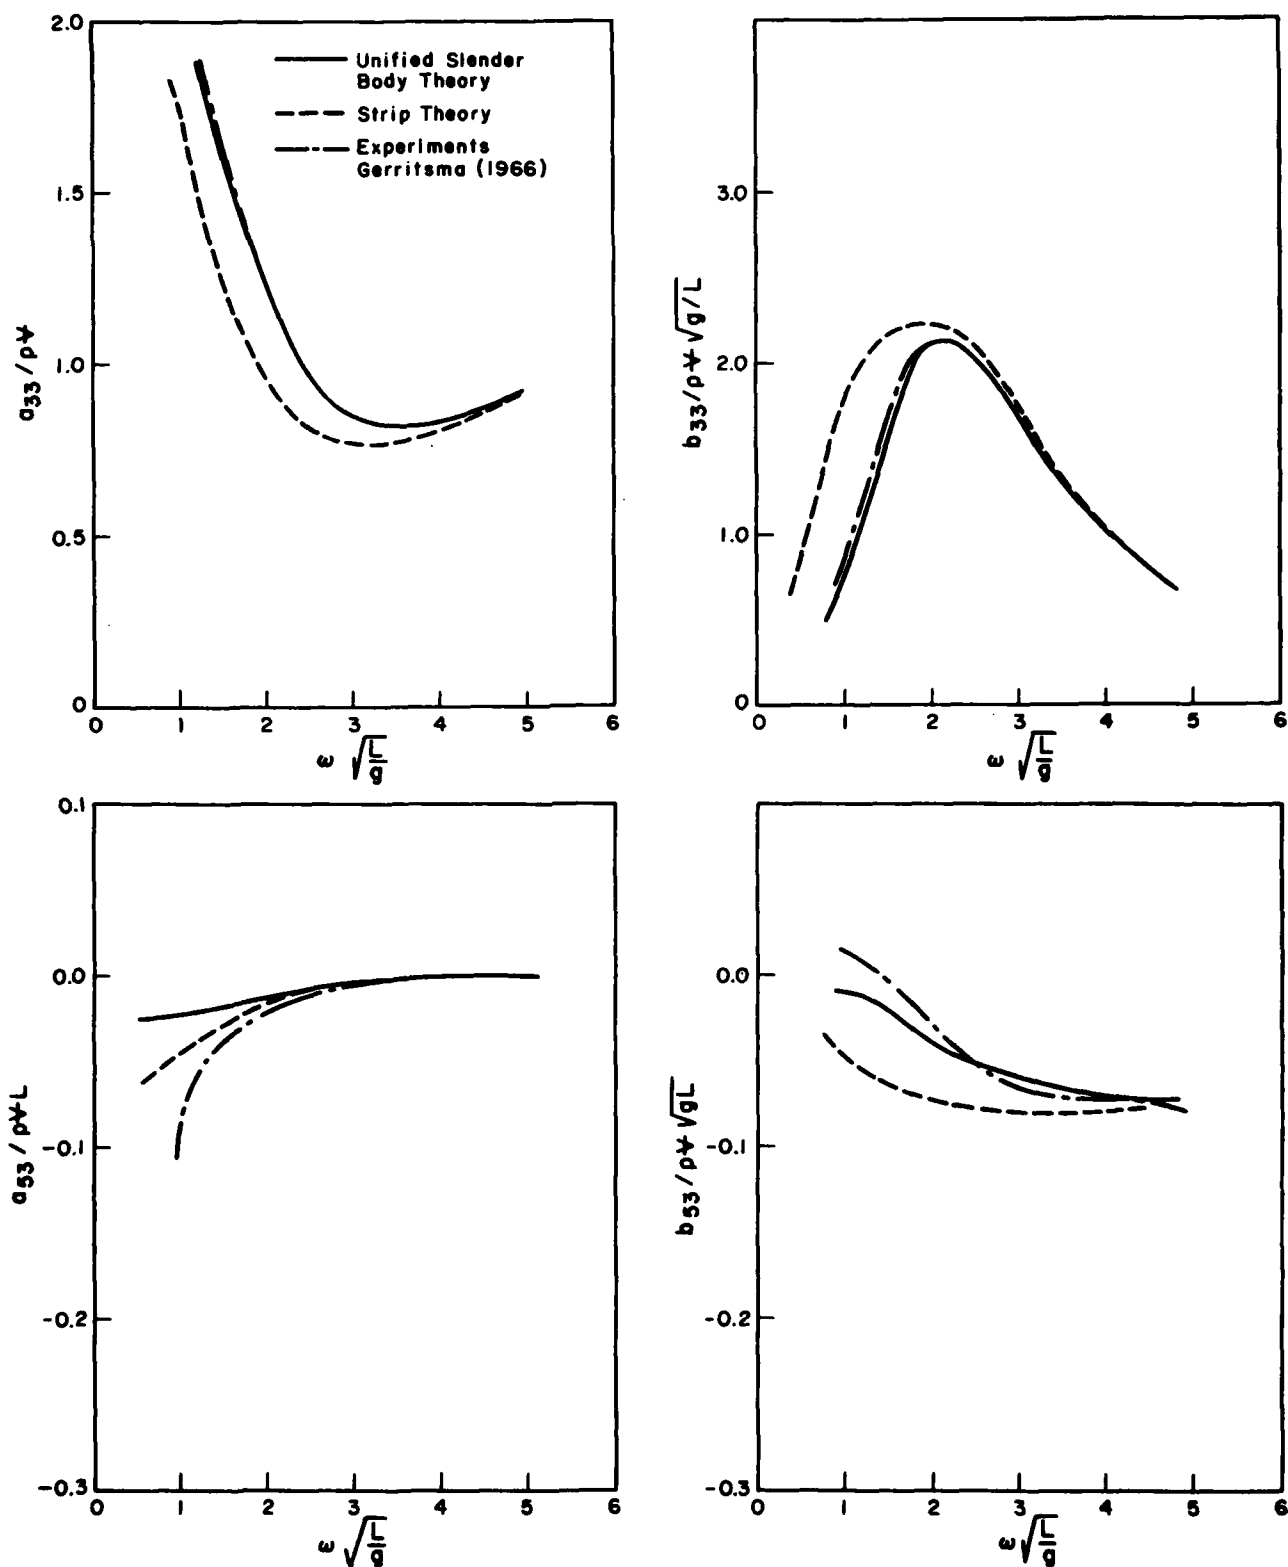 2.0
1.5
1.0
0.5
0
a33/ρ∀
Unified Slender
Body Theory
Strip Theory
Experiments
Gerritsma (1966)
0 1 2 3 4 5 6
ω √L/g
3.0
2.0
1.0
0
b33/ρ∀√g/L
0 1 2 3 4 5 6
ω √L/g
0.1
0.0
-0.1
-0.2
-0.3
a53/ρ∀L
0 1 2 3 4 5 6
ω √L/g
0.0
-0.1
-0.2
-0.3
b53/ρ∀√gL
0 1 2 3 4 5 6
ω √L/g